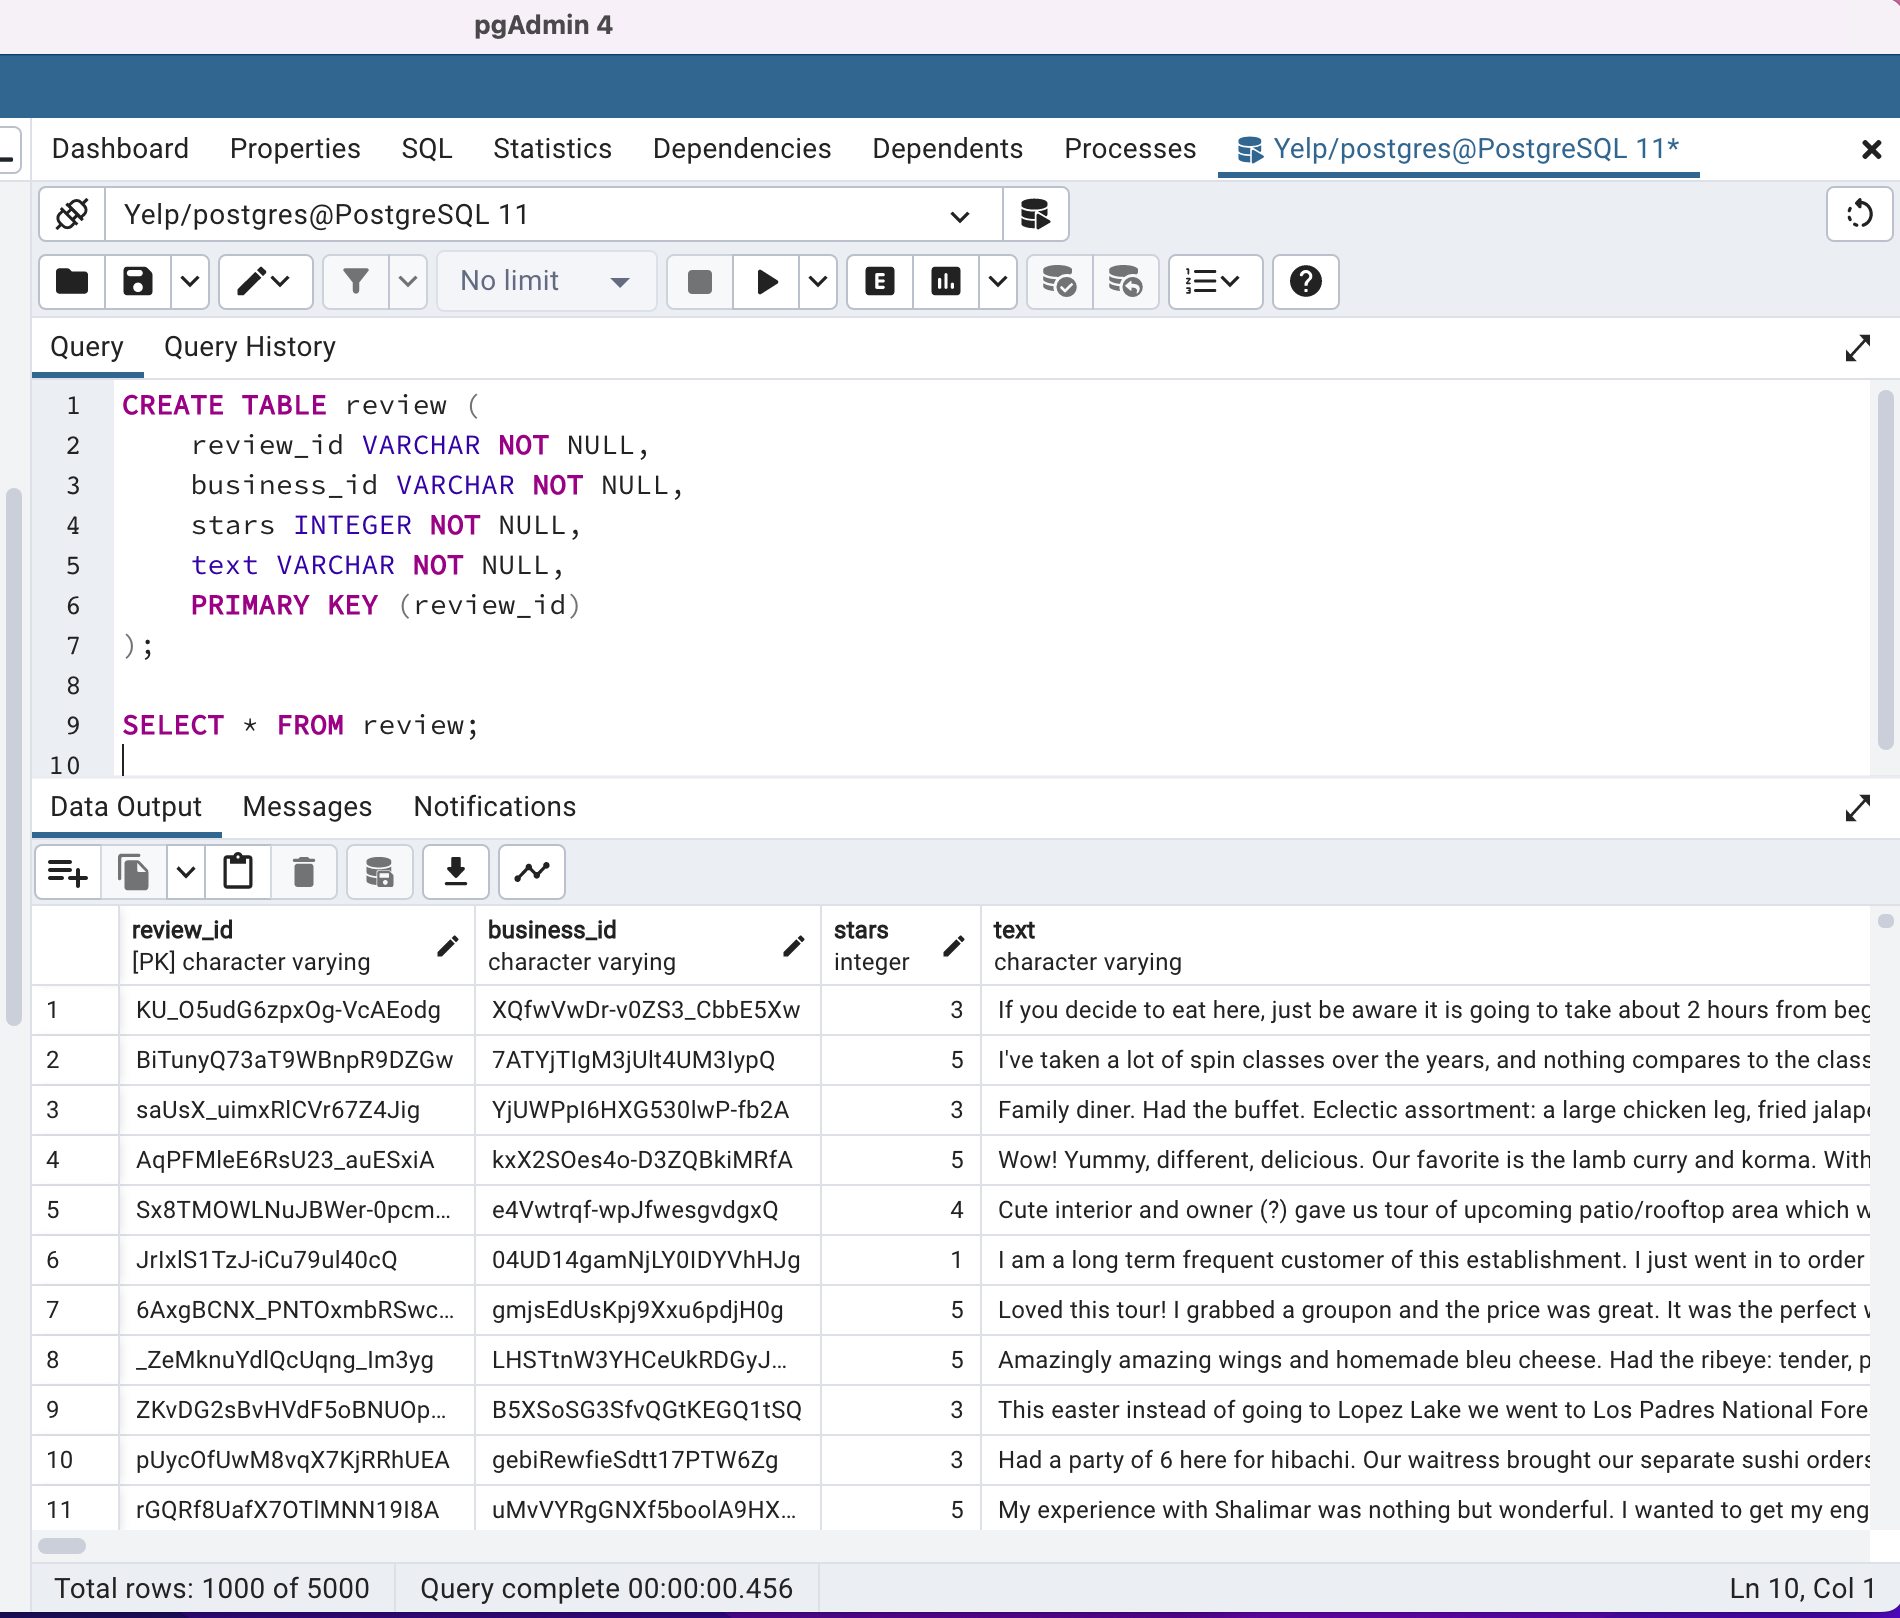 pgAdmin 4
Dashboard Properties SQL Statistics Dependencies Dependents Processes Yelp/postgres@PostgreSQL 11*
Yelp/postgres@PostgreSQL 11
No limit
Query Query History
1 CREATE TABLE review (
2 review_id VARCHAR NOT NULL,
3 business_id VARCHAR NOT NULL,
4 stars INTEGER NOT NULL,
5 text VARCHAR NOT NULL,
6 PRIMARY KEY (review_id)
7 );
8
9 SELECT * FROM review;
10
Data Output Messages Notifications
review_id business_id stars text
[PK] character varying character varying integer character varying
1 KU_O5udG6zpxOg-VcAEodg XQfwVwDr-v0ZS3_CbbE5Xw 3 If you decide to eat here, just be aware it is going to take about 2 hours from beg
2 BiTunyQ73aT9WBnpR9DZGw 7ATYjTIgM3jUlt4UM3IypQ 5 I've taken a lot of spin classes over the years, and nothing compares to the class
3 saUsX_uimxRlCVr67Z4Jig YjUWPpI6HXG530lwP-fb2A 3 Family diner. Had the buffet. Eclectic assortment: a large chicken leg, fried jalape
4 AqPFMleE6RsU23_auESxiA kxX2SOes4o-D3ZQBkiMRfA 5 Wow! Yummy, different, delicious. Our favorite is the lamb curry and korma. With
5 Sx8TMOWLNuJBWer-0pcm... e4Vwtrqf-wpJfwesgvdgxQ 4 Cute interior and owner (?) gave us tour of upcoming patio/rooftop area which w
6 JrIxlS1TzJ-iCu79ul40cQ 04UD14gamNjLY0IDYVhHJg 1 I am a long term frequent customer of this establishment. I just went in to order
7 6AxgBCNX_PNTOxmbRSwc... gmjsEdUsKpj9Xxu6pdjH0g 5 Loved this tour! I grabbed a groupon and the price was great. It was the perfect w
8 _ZeMknuYdlQcUqng_Im3yg LHSTtnW3YHCeUkRDGyJ... 5 Amazingly amazing wings and homemade bleu cheese. Had the ribeye: tender, p
9 ZKvDG2sBvHVdF5oBNUOp... B5XSoSG3SfvQGtKEGQ1tSQ 3 This easter instead of going to Lopez Lake we went to Los Padres National Fore
10 pUycOfUwM8vqX7KjRRhUEA gebiRewfieSdtt17PTW6Zg 3 Had a party of 6 here for hibachi. Our waitress brought our separate sushi orders
11 rGQRf8UafX7OTlMNN19I8A uMvVYRgGNXf5boolA9HX... 5 My experience with Shalimar was nothing but wonderful. I wanted to get my eng
Total rows: 1000 of 5000 Query complete 00:00:00.456 Ln 10, Col 1